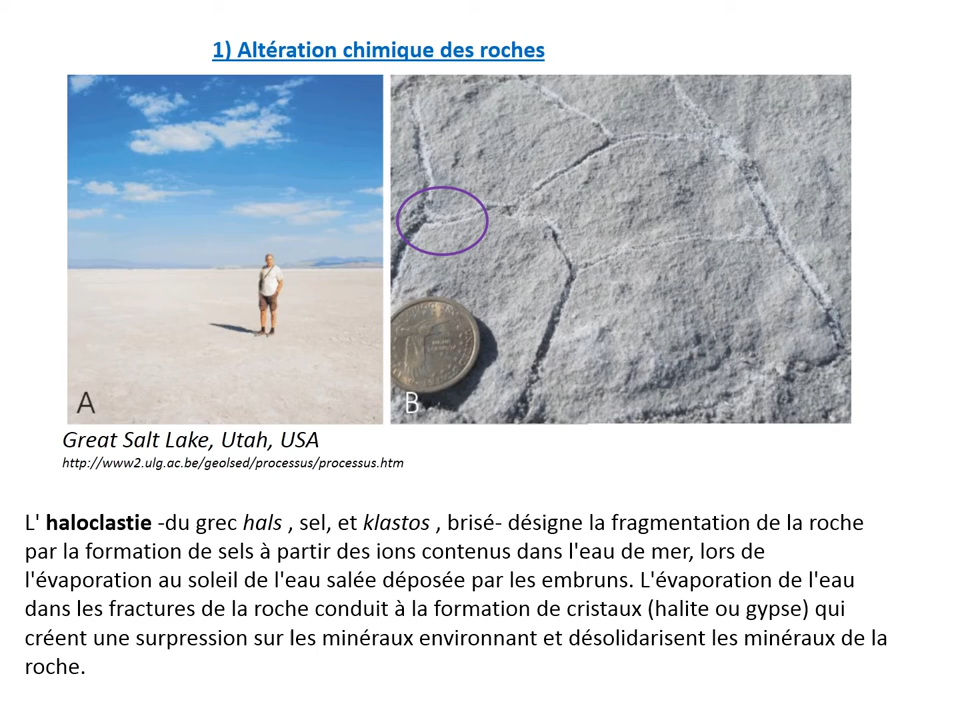 1) Altération chimique des roches
A
B
Great Salt Lake, Utah, USA
http://www2.ulg.ac.be/geolsed/processus/processus.htm
L' haloclastie -du grec hals , sel, et klastos , brisé- désigne la fragmentation de la roche
par la formation de sels à partir des ions contenus dans l'eau de mer, lors de
l'évaporation au soleil de l'eau salée déposée par les embruns. L'évaporation de l'eau
dans les fractures de la roche conduit à la formation de cristaux (halite ou gypse) qui
créent une surpression sur les minéraux environnant et désolidarisent les minéraux de la
roche.